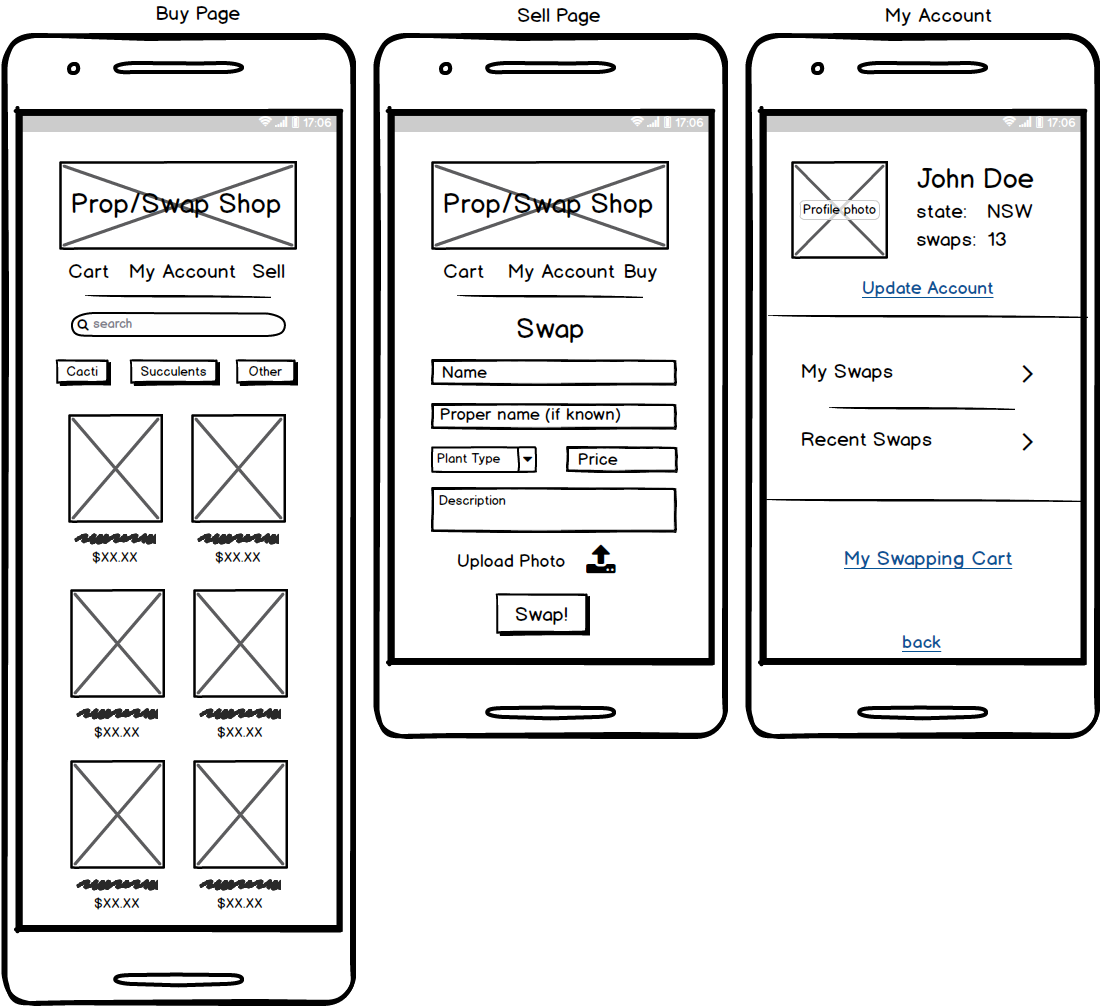 Buy Page
17:06
Prop/Swap Shop
Cart My Account Sell
search
Cacti Succulents Other
$XX.XX $XX.XX
$XX.XX $XX.XX
$XX.XX $XX.XX
Sell Page
17:06
Prop/Swap Shop
Cart My Account Buy
Swap
Name
Proper name (if known)
Plant Type Price
Description
Upload Photo
Swap!
My Account
17:06
Profile photo
John Doe
state: NSW
swaps: 13
Update Account
My Swaps
Recent Swaps
My Swapping Cart
back